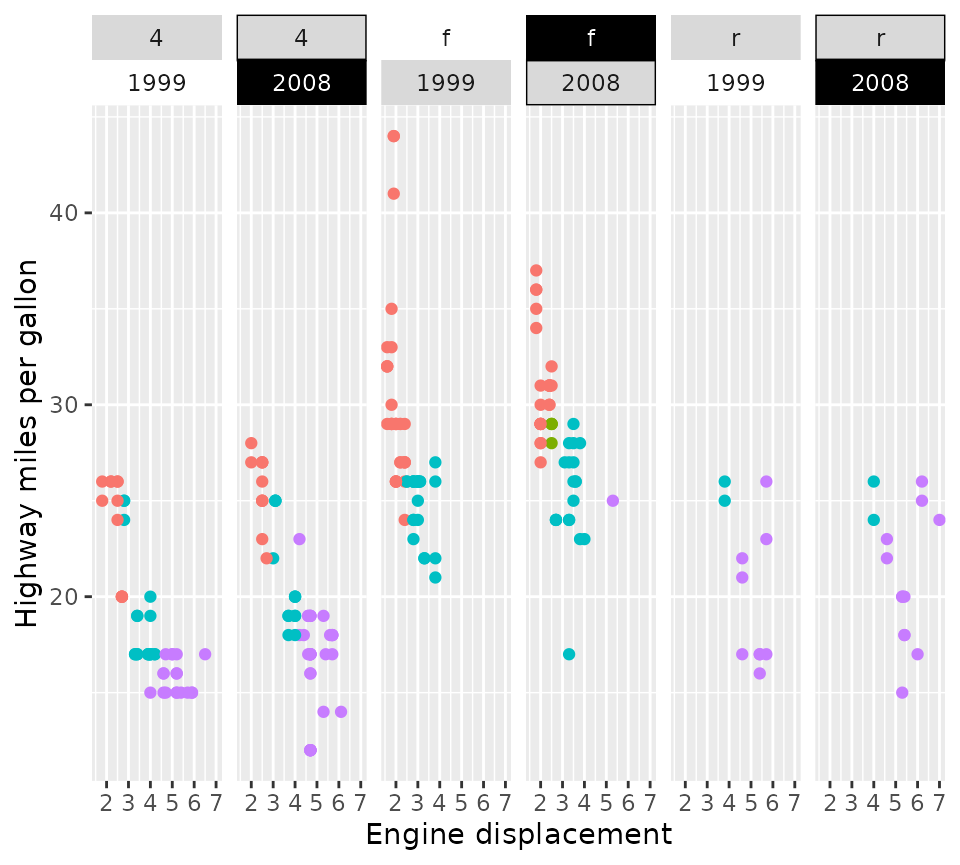 4 4 f f r r
1999 2008 1999 2008 1999 2008
Highway miles per gallon
40
30
20
2 3 4 5 6 7 2 3 4 5 6 7 2 3 4 5 6 7 2 3 4 5 6 7 2 3 4 5 6 7 2 3 4 5 6 7
Engine displacement